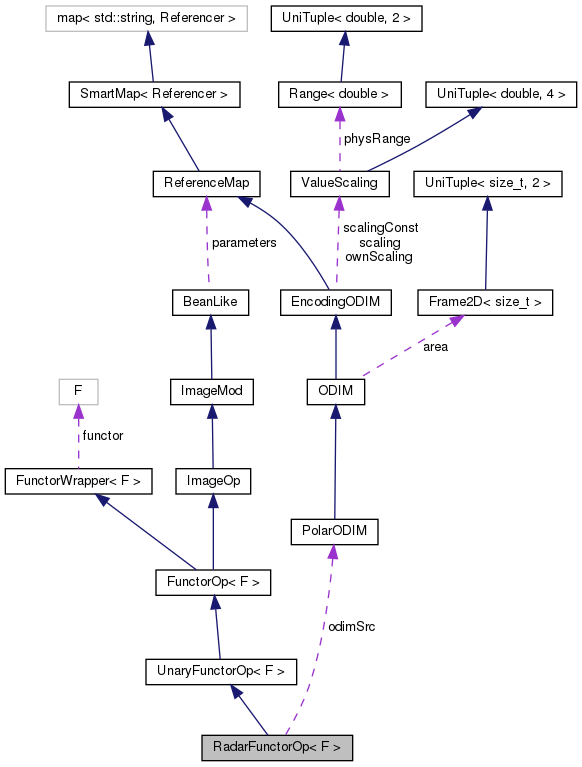 map< std::string, Referencer >
UniTuple< double, 2 >
SmartMap< Referencer >
Range< double >
UniTuple< double, 4 >
physRange
ReferenceMap
ValueScaling
UniTuple< size_t, 2 >
parameters
scalingConst
scaling
ownScaling
BeanLike
EncodingODIM
Frame2D< size_t >
area
F
ImageMod
ODIM
functor
FunctorWrapper< F >
ImageOp
PolarODIM
FunctorOp< F >
odimSrc
UnaryFunctorOp< F >
RadarFunctorOp< F >